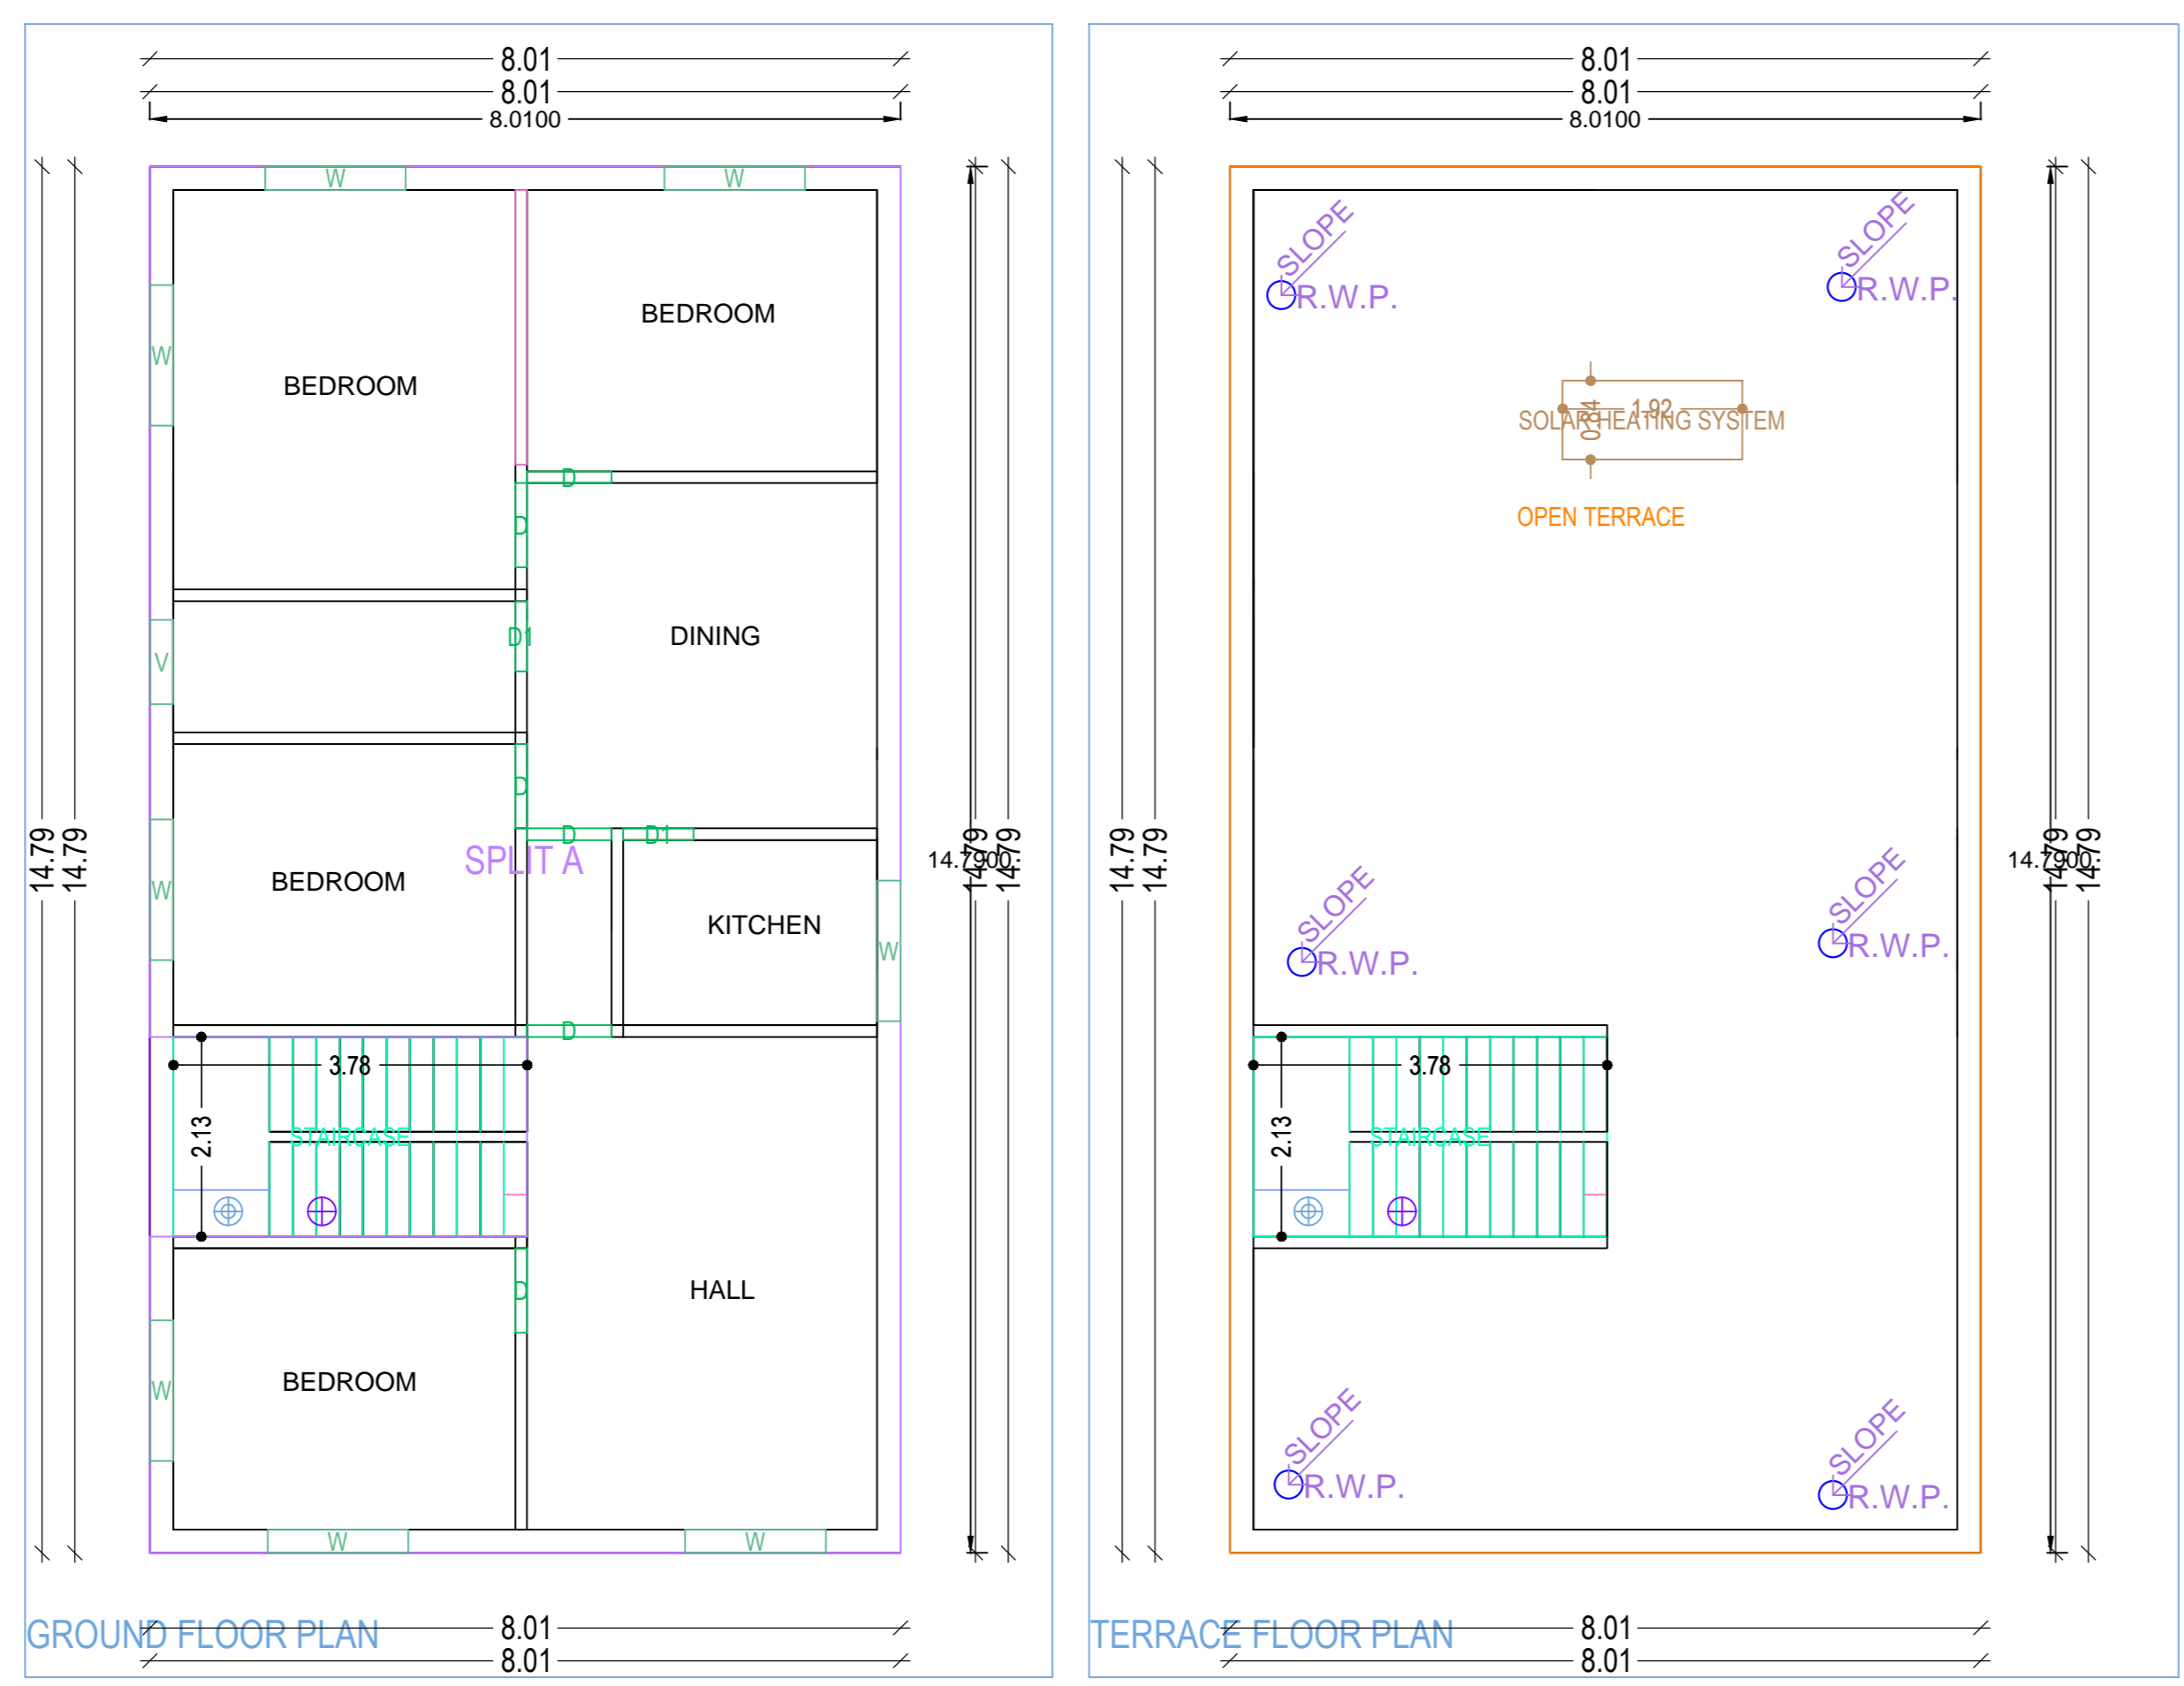 8.01
8.01
8.0100
W
W
W
BEDROOM
BEDROOM
D
D
V
D1
DINING
D
D
D1
W
BEDROOM
SPLIT A
KITCHEN
W
D
3.78
2.13
STAIRCASE
D
HALL
W
BEDROOM
W
W
14.79
14.79
14.79
14.79
14.7900
GROUND FLOOR PLAN
8.01
8.01
8.01
8.01
8.0100
SLOPE
R.W.P.
SLOPE
R.W.P.
1.92
0.84
SOLAR HEATING SYSTEM
OPEN TERRACE
SLOPE
R.W.P.
SLOPE
R.W.P.
3.78
2.13
STAIRCASE
SLOPE
R.W.P.
SLOPE
R.W.P.
14.79
14.79
14.79
14.79
14.7900
TERRACE FLOOR PLAN
8.01
8.01